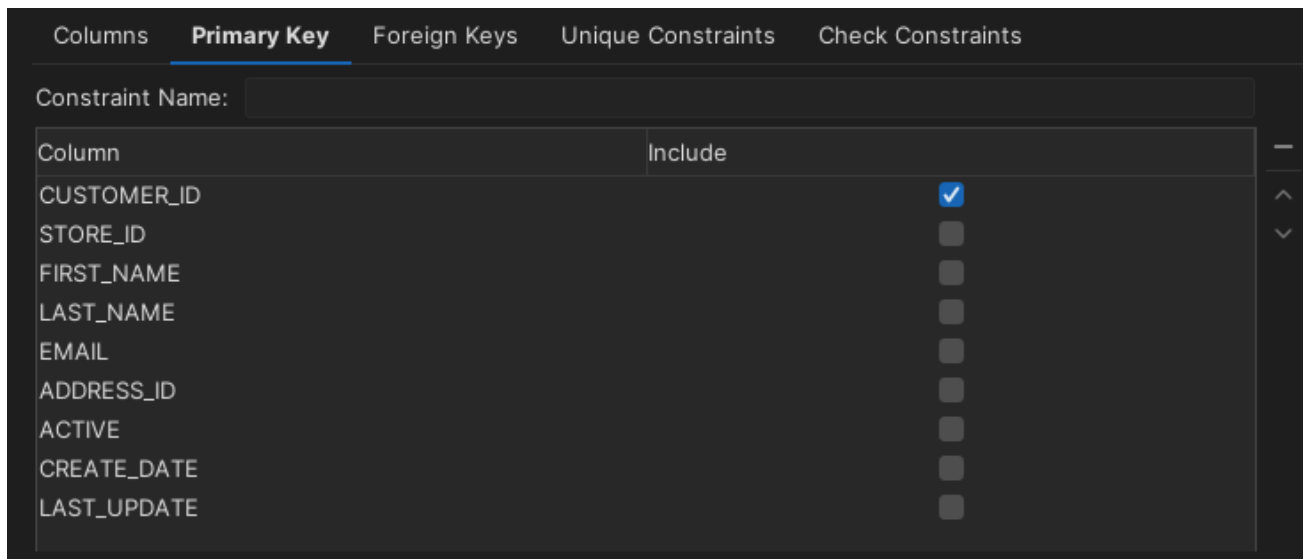 Columns Primary Key Foreign Keys Unique Constraints Check Constraints
Constraint Name:
Column Include
CUSTOMER_ID
STORE_ID
FIRST_NAME
LAST_NAME
EMAIL
ADDRESS_ID
ACTIVE
CREATE_DATE
LAST_UPDATE